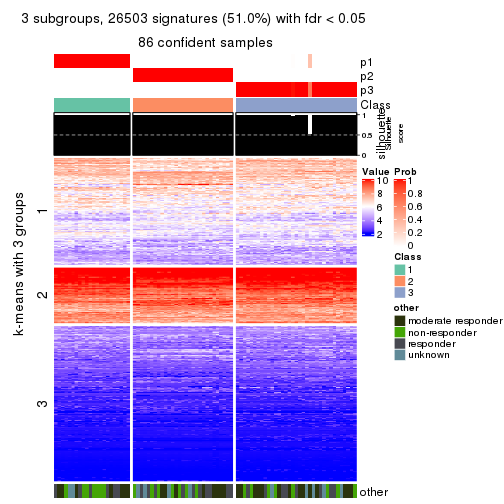 3 subgroups, 26503 signatures (51.0%) with fdr < 0.05
86 confident samples
p1
p2
p3
Class
silhouette
Silhouette
score
1
0.5
0
k-means with 3 groups
1
2
3
Value
10
8
6
4
2
Prob
1
0.8
0.6
0.4
0.2
0
Class
1
2
3
other
moderate responder
non-responder
responder
unknown
other